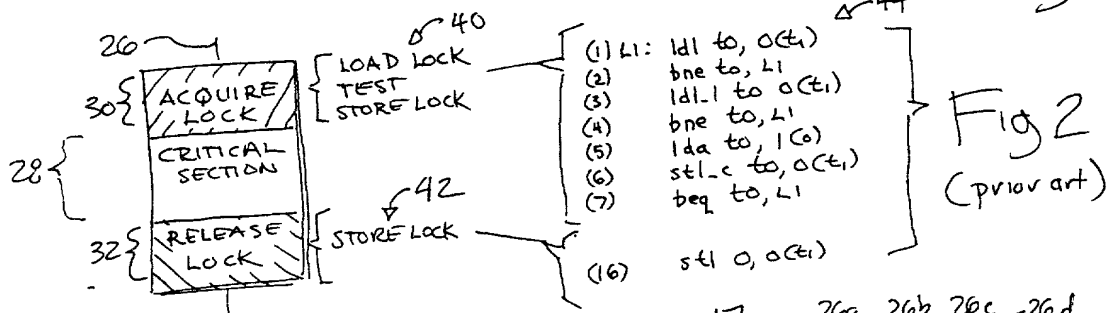 26
40
44
30
ACQUIRE
LOCK
LOAD LOCK
TEST
STORE LOCK
(1) L1: ldl t0, 0(t1)
(2) bne t0, L1
(3) ldl_l t0 0(t1)
(4) bne t0, L1
(5) lda t0, 1(0)
(6) stl_c t0, 0(t1)
(7) beq t0, L1
Fig 2
(prior art)
28
CRITICAL
SECTION
32
RELEASE
LOCK
42
STORE LOCK
(16) stl 0, 0(t1)
26a 26b 26c 26d